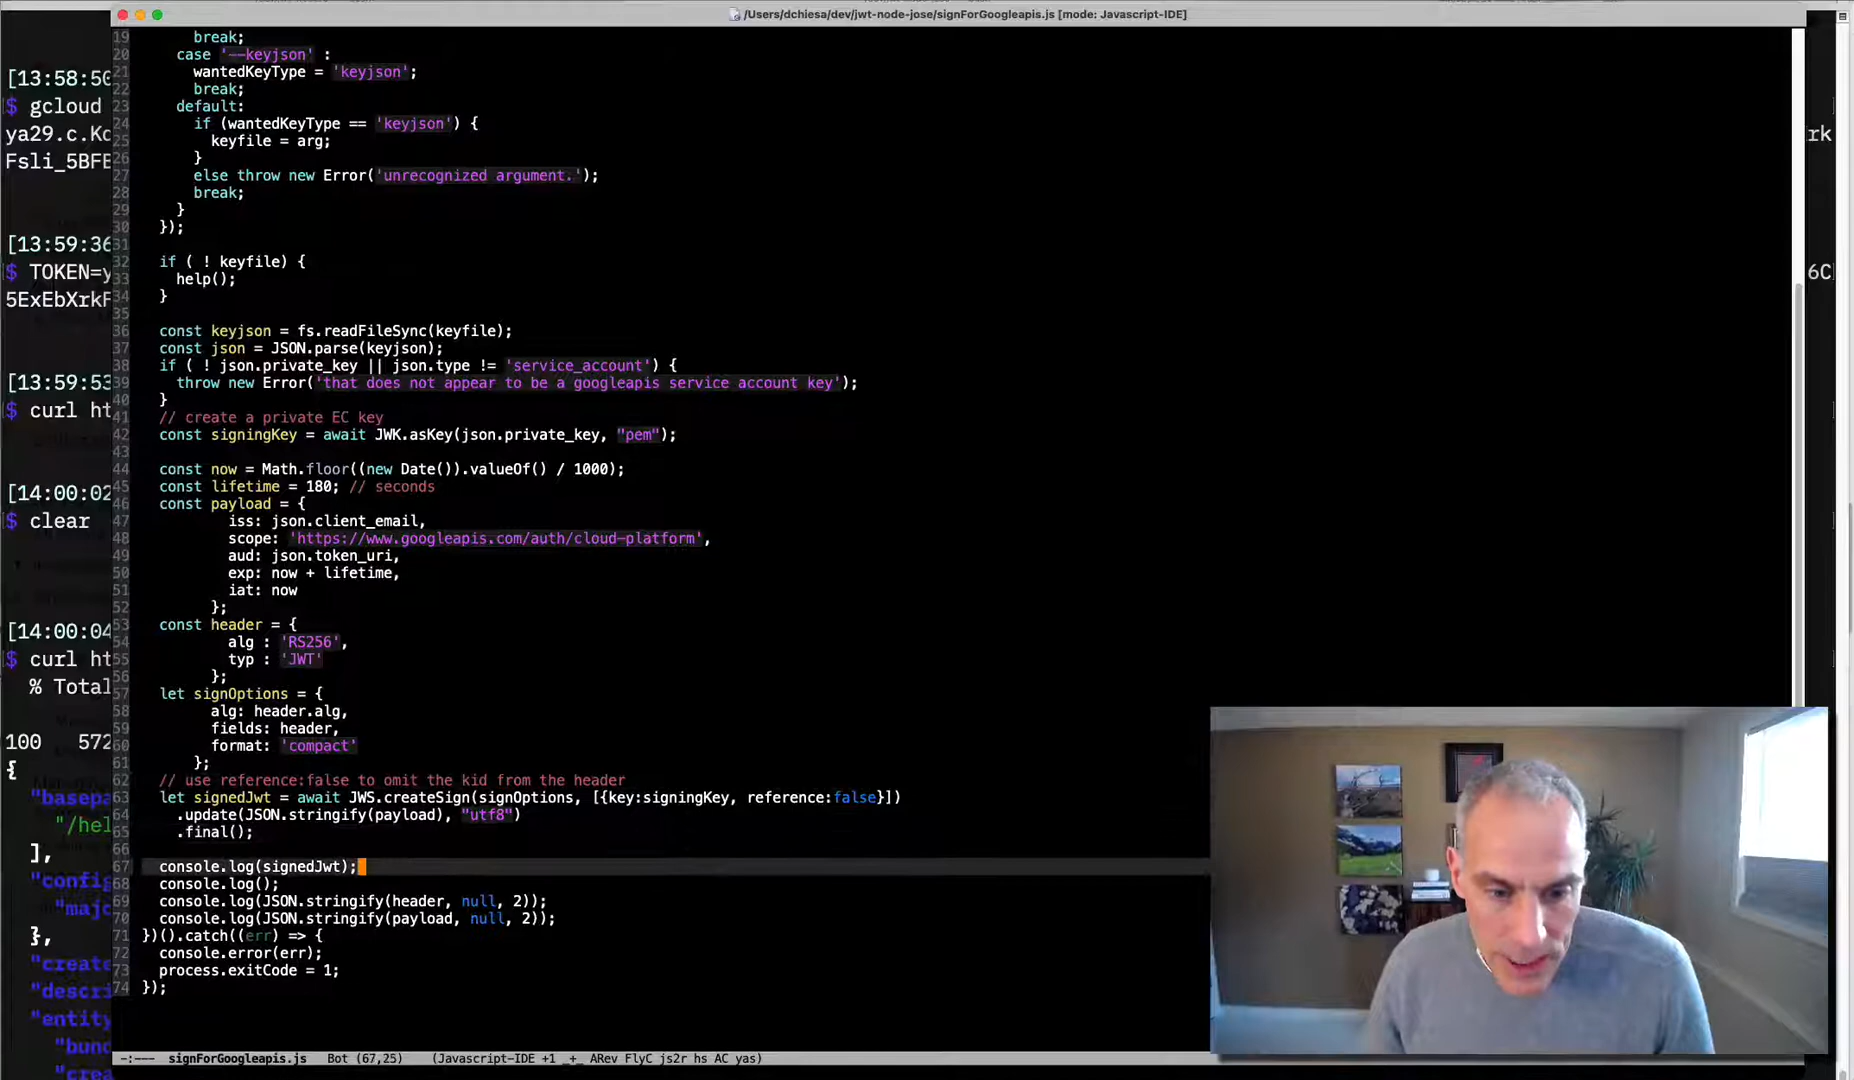 /Users/dchiesa/dev/jwt-node-jose/signForGoogleapis.js [mode: Javascript-IDE]
[13:58:50
$ gcloud
ya29.c.Kc
Fsli_5BFE
[13:59:36
$ TOKEN=y
5ExEbXrkF
[13:59:53
$ curl ht
[14:00:02
$ clear
[14:00:04
$ curl ht
% Total
100 572
{
"basepa
"/hel
],
"config
"majo
},
"create
"descri
"entity
"bund
"crea
rk
6C
19 break;
20 case '--keyjson' :
21 wantedKeyType = 'keyjson';
22 break;
23 default:
24 if (wantedKeyType == 'keyjson') {
25 keyfile = arg;
26 }
27 else throw new Error('unrecognized argument.');
28 break;
29 }
30 });
31
32 if ( ! keyfile) {
33 help();
34 }
35
36 const keyjson = fs.readFileSync(keyfile);
37 const json = JSON.parse(keyjson);
38 if ( ! json.private_key || json.type != 'service_account') {
39 throw new Error('that does not appear to be a googleapis service account key');
40 }
41 // create a private EC key
42 const signingKey = await JWK.asKey(json.private_key, "pem");
43
44 const now = Math.floor((new Date()).valueOf() / 1000);
45 const lifetime = 180; // seconds
46 const payload = {
47 iss: json.client_email,
48 scope: 'https://www.googleapis.com/auth/cloud-platform',
49 aud: json.token_uri,
50 exp: now + lifetime,
51 iat: now
52 };
53 const header = {
54 alg : 'RS256',
55 typ : 'JWT'
56 };
57 let signOptions = {
58 alg: header.alg,
59 fields: header,
60 format: 'compact'
61 };
62 // use reference:false to omit the kid from the header
63 let signedJwt = await JWS.createSign(signOptions, [{key:signingKey, reference:false}])
64 .update(JSON.stringify(payload), "utf8")
65 .final();
66
67 console.log(signedJwt);
68 console.log();
69 console.log(JSON.stringify(header, null, 2));
70 console.log(JSON.stringify(payload, null, 2));
71 })().catch((err) => {
72 console.error(err);
73 process.exitCode = 1;
74 });
-:--- signForGoogleapis.js Bot (67,25) (Javascript-IDE +1 _+_ ARev FlyC js2r hs AC yas)